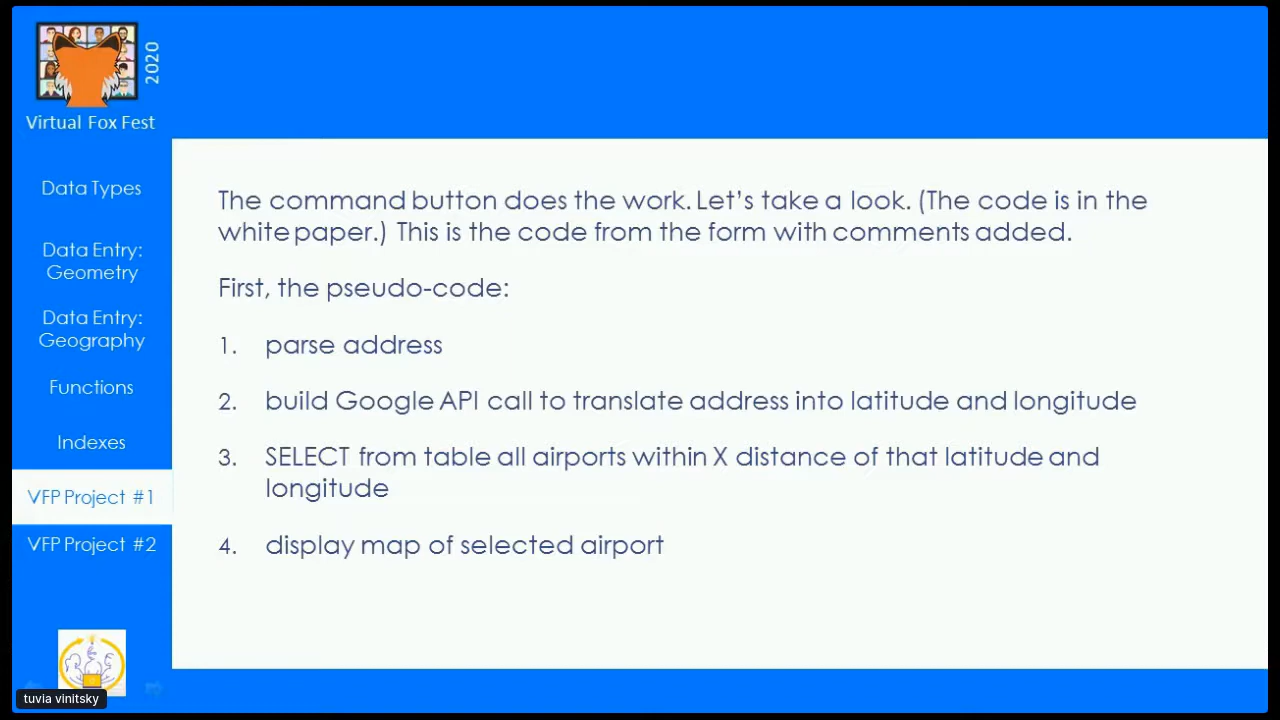 2020
Virtual Fox Fest
Data Types
Data Entry:
Geometry
Data Entry:
Geography
Functions
Indexes
VFP Project #1
VFP Project #2
The command button does the work. Let's take a look. (The code is in the
white paper.) This is the code from the form with comments added.
First, the pseudo-code:
1. parse address
2. build Google API call to translate address into latitude and longitude
3. SELECT from table all airports within X distance of that latitude and
longitude
4. display map of selected airport
tuvia vinitsky